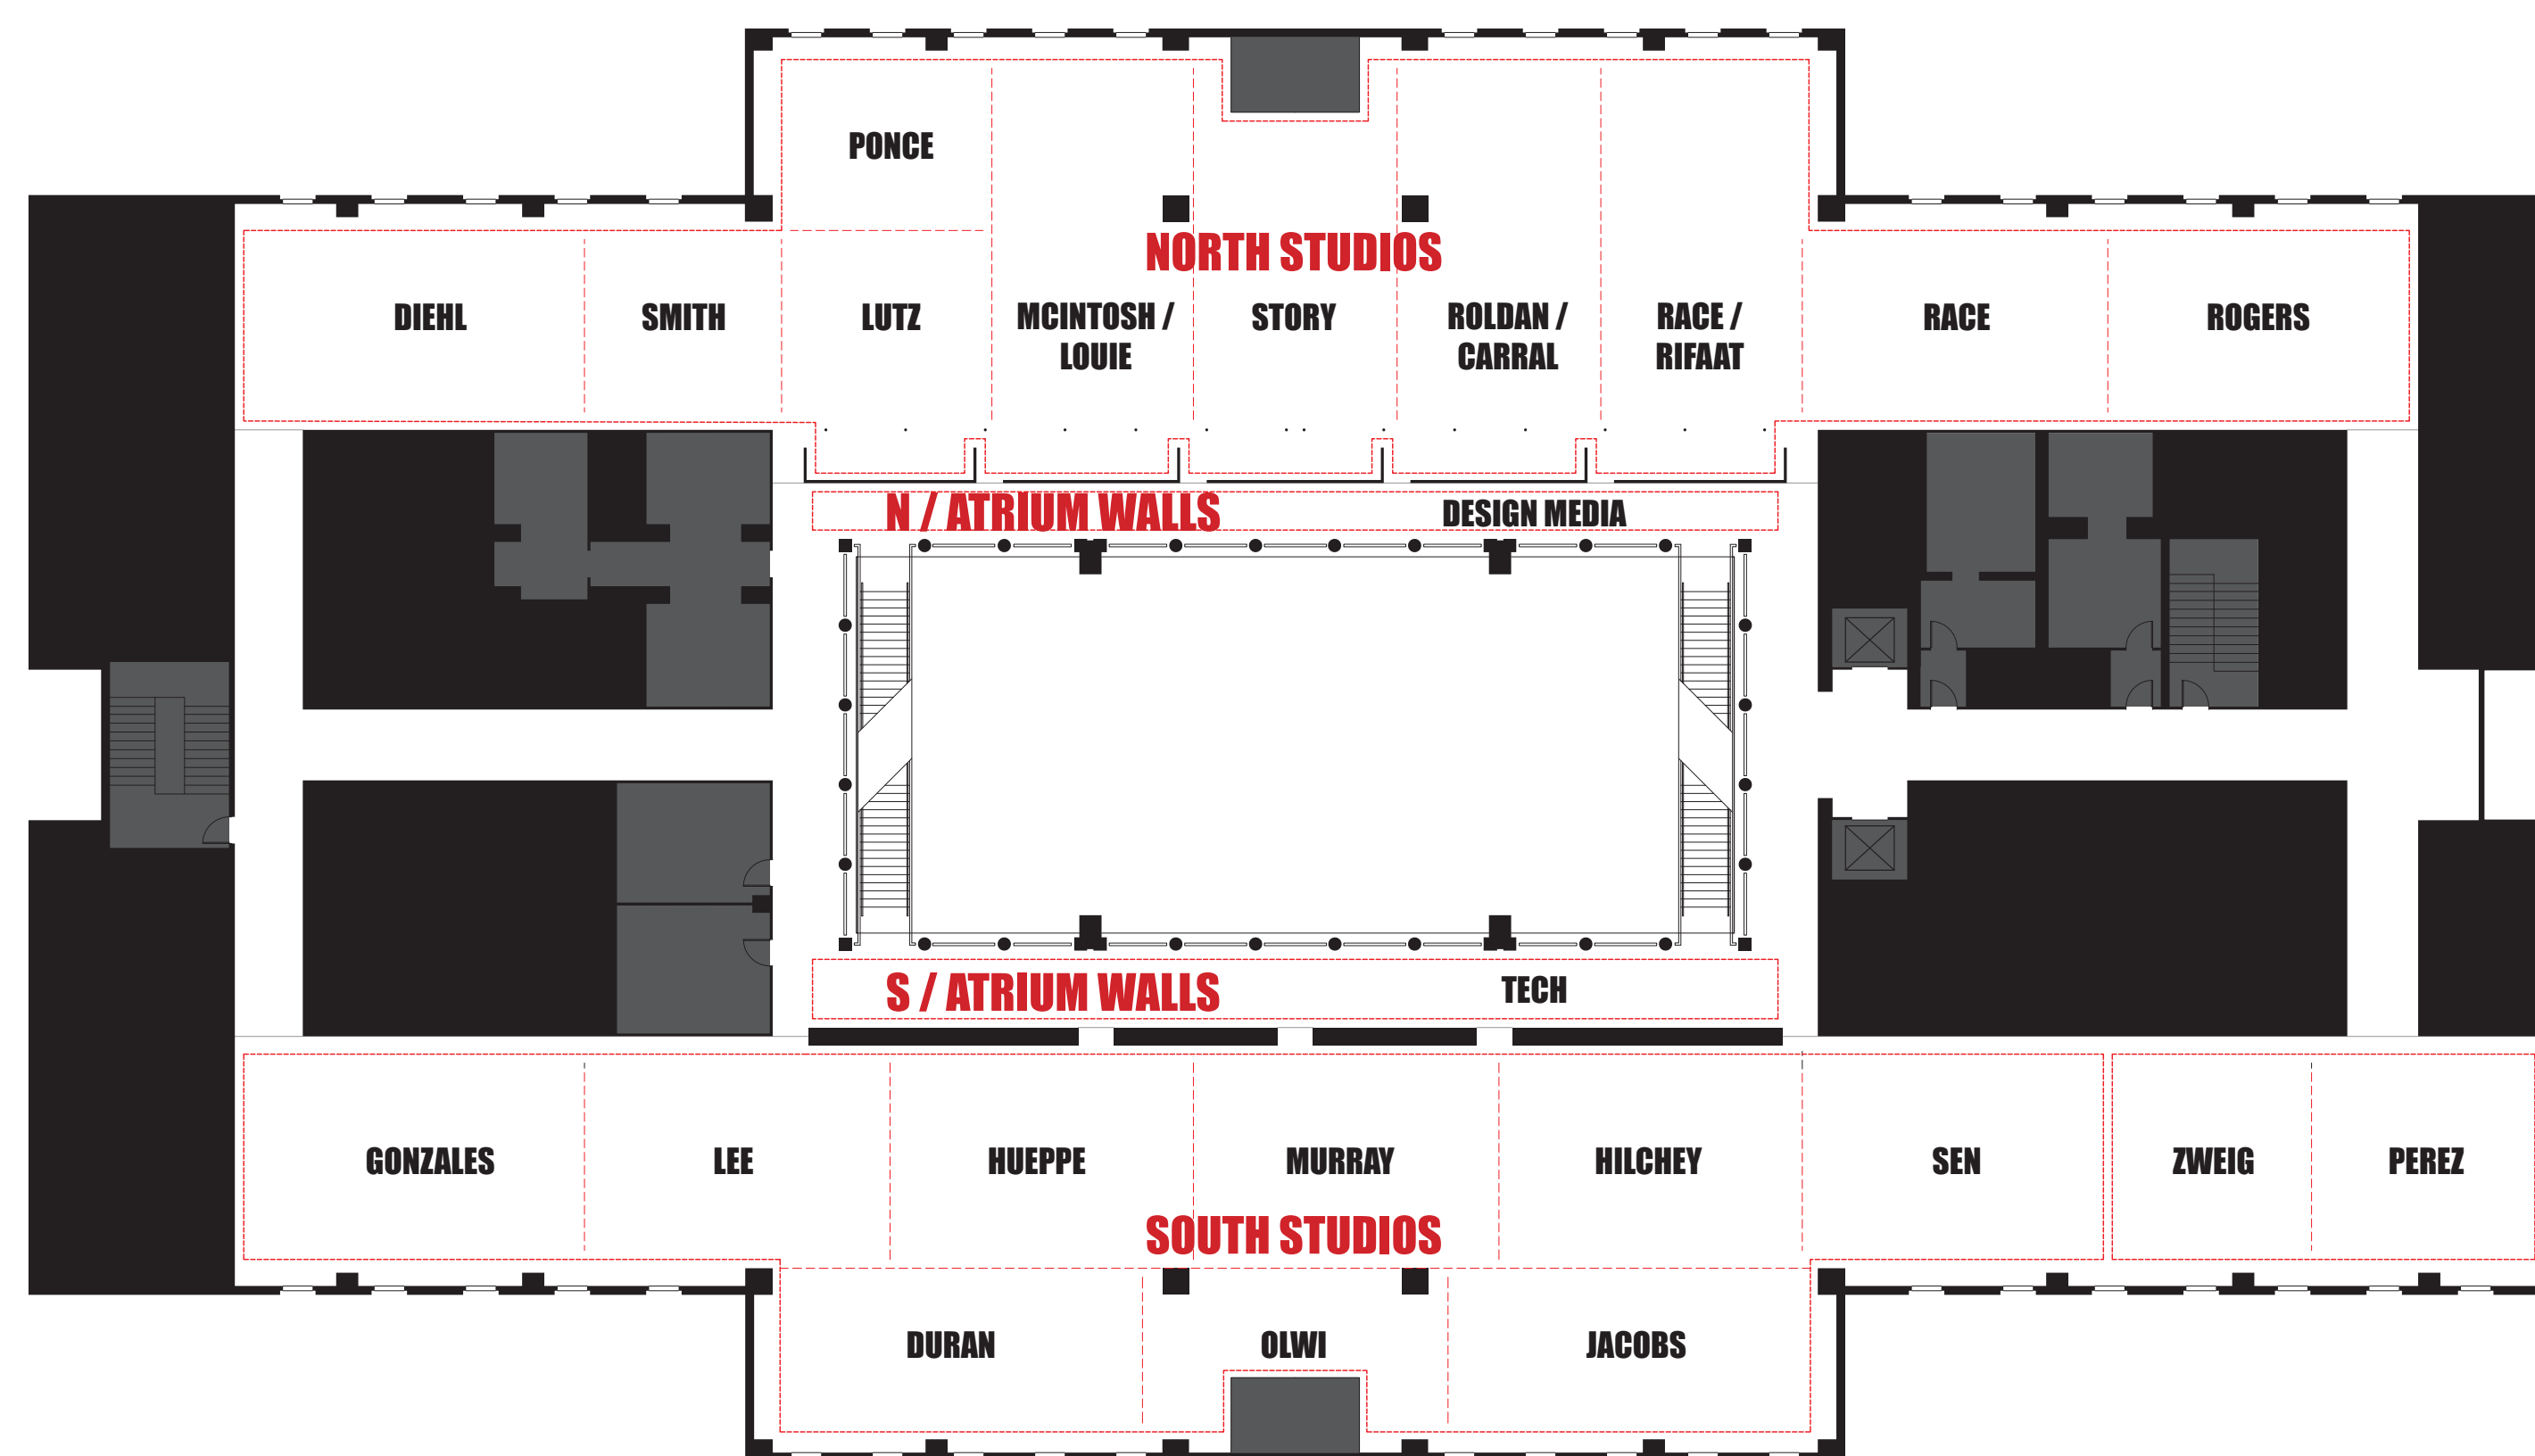 PONCE
NORTH STUDIOS
DIEHL
SMITH
LUTZ
MCINTOSH /
LOUIE
STORY
ROLDAN /
CARRAL
RACE /
RIFAAT
RACE
ROGERS
N / ATRIUM WALLS
DESIGN MEDIA
S / ATRIUM WALLS
TECH
GONZALES
LEE
HUEPPE
MURRAY
HILCHEY
SEN
ZWEIG
PEREZ
SOUTH STUDIOS
DURAN
OLWI
JACOBS